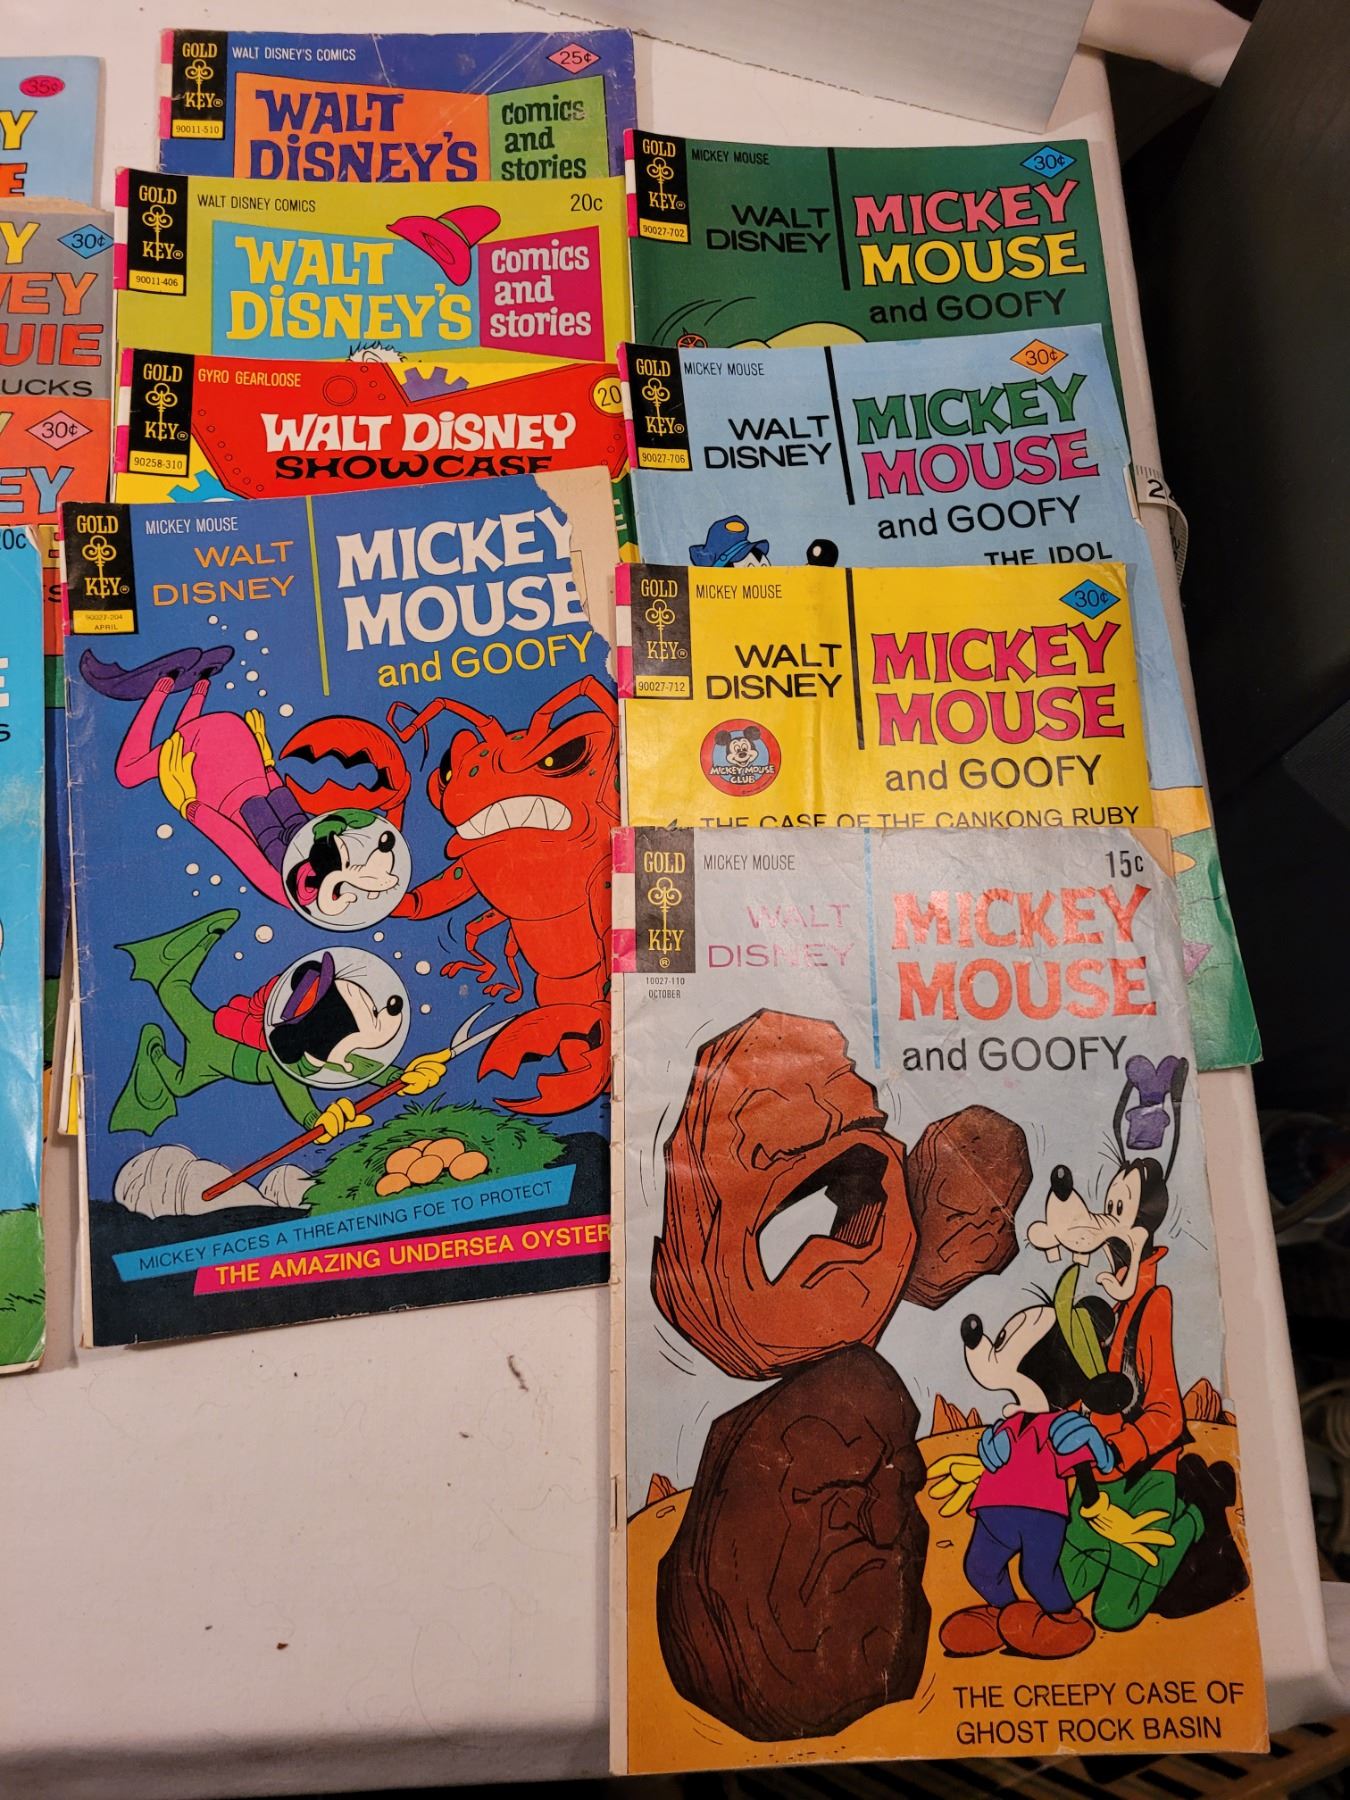 35¢
Y
E
Y
30¢
VEY
UIE
UCKS
Y
30¢
EY
20c
E
S
GOLD
KEY®
90011-510
WALT DISNEY'S COMICS
25¢
WALT
DISNEY'S
comics
and
stories
GOLD
KEY®
90011-406
WALT DISNEY COMICS
20c
WALT
DISNEY'S
comics
and
stories
GOLD
KEY®
90258-310
GYRO GEARLOOSE
20
WALT DISNEY
SHOWCASE
E
GOLD
KEY®
90027-204
APRIL
MICKEY MOUSE
WALT
DISNEY
MICKEY
MOUSE
and GOOFY
MICKEY FACES A THREATENING FOE TO PROTECT
THE AMAZING UNDERSEA OYSTER
GOLD
KEY®
90027-702
MICKEY MOUSE
30¢
WALT
DISNEY
MICKEY
MOUSE
and GOOFY
GOLD
KEY®
90027-706
MICKEY MOUSE
30¢
WALT
DISNEY
MICKEY
MOUSE
and GOOFY
THE IDOL
2
GOLD
KEY®
90027-712
MICKEY MOUSE
30¢
WALT
DISNEY
MICKEY
MOUSE
and GOOFY
MICKEY MOUSE
CLUB
THE CASE OF THE CANKONG RUBY
GOLD
KEY
®
10027-110
OCTOBER
MICKEY MOUSE
15c
WALT
DISNEY
MICKEY
MOUSE
and GOOFY
THE CREEPY CASE OF
GHOST ROCK BASIN